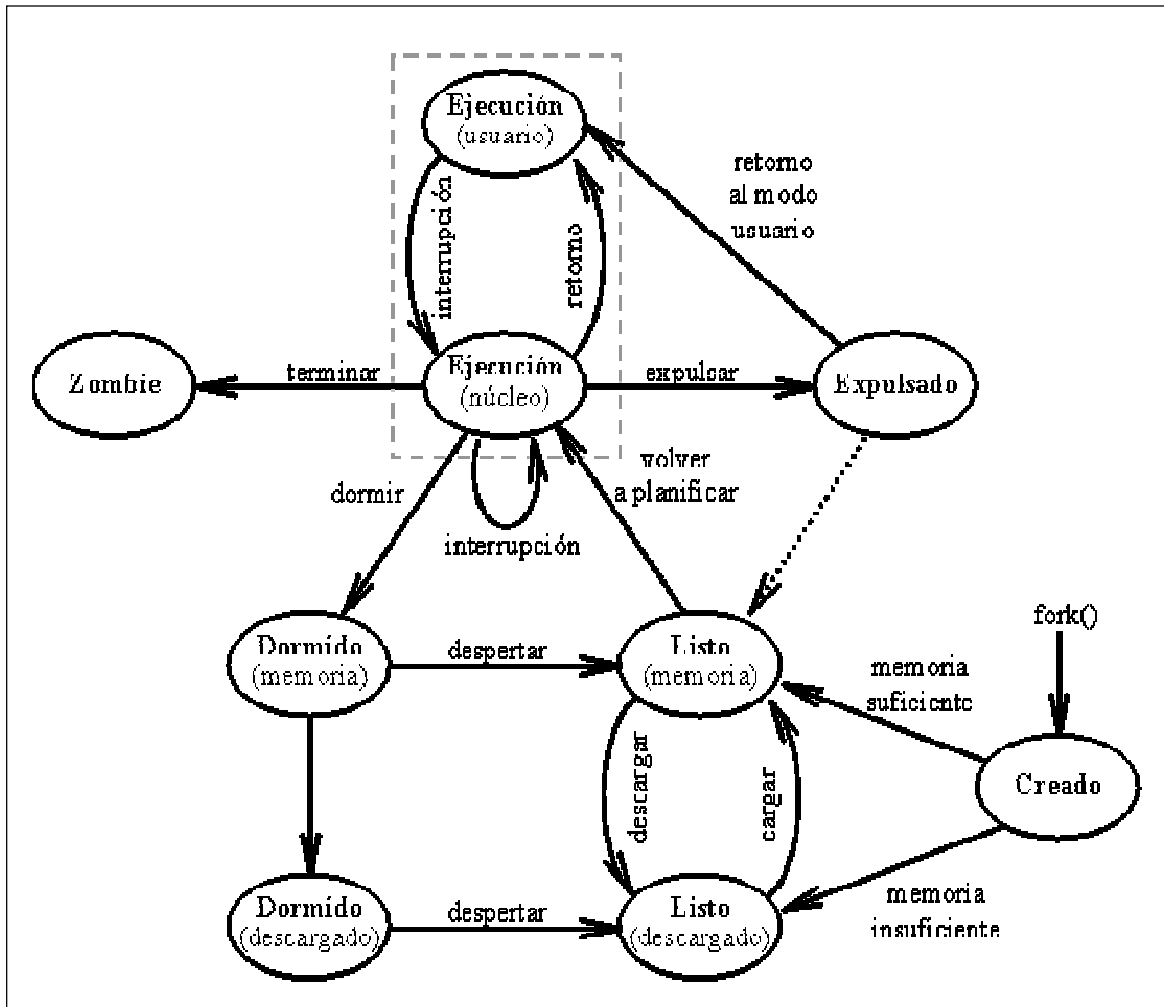 Ejecución
(usuario)
retorno
al modo
usuario
interrupción
retorno
Zombie
terminar
Ejecución
(núcleo)
expulsar
Expulsado
dormir
volver
a planificar
interrupción
fork()
Dormido
(memoria)
despertar
Listo
(memoria)
memoria
suficiente
descargar
cargar
Creado
Dormido
(descargado)
despertar
Listo
(descargado)
memoria
insuficiente